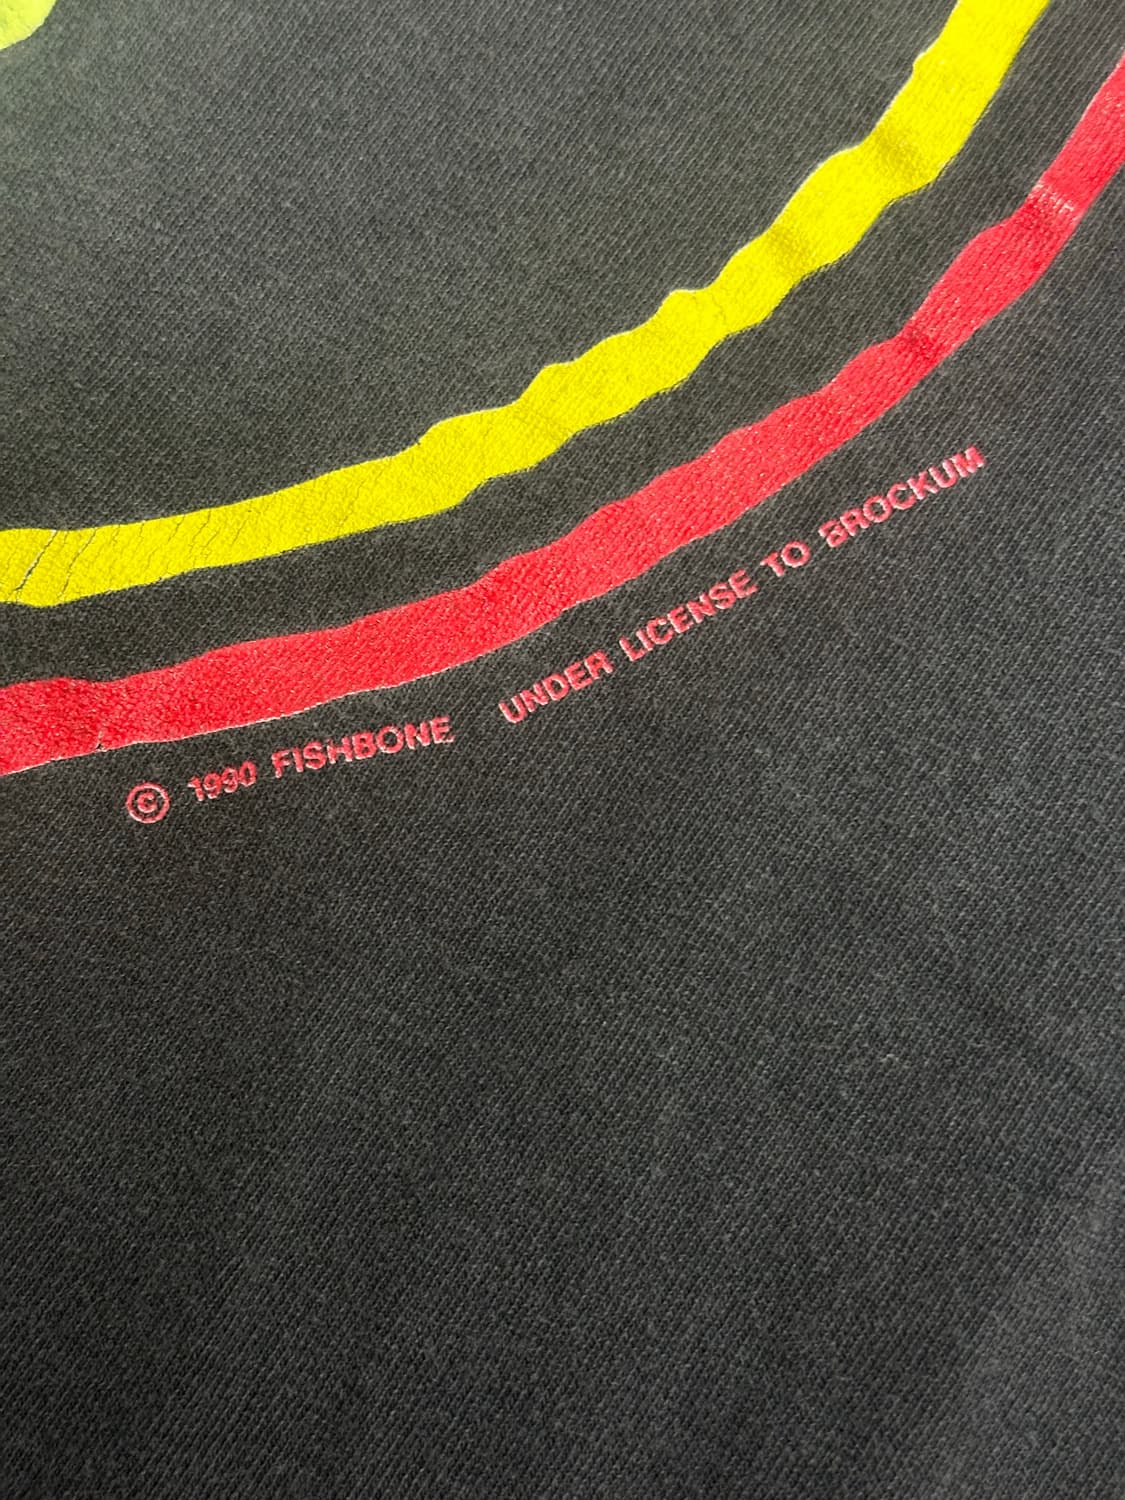 © 1990 FISHBONE UNDER LICENSE TO BROCKUM